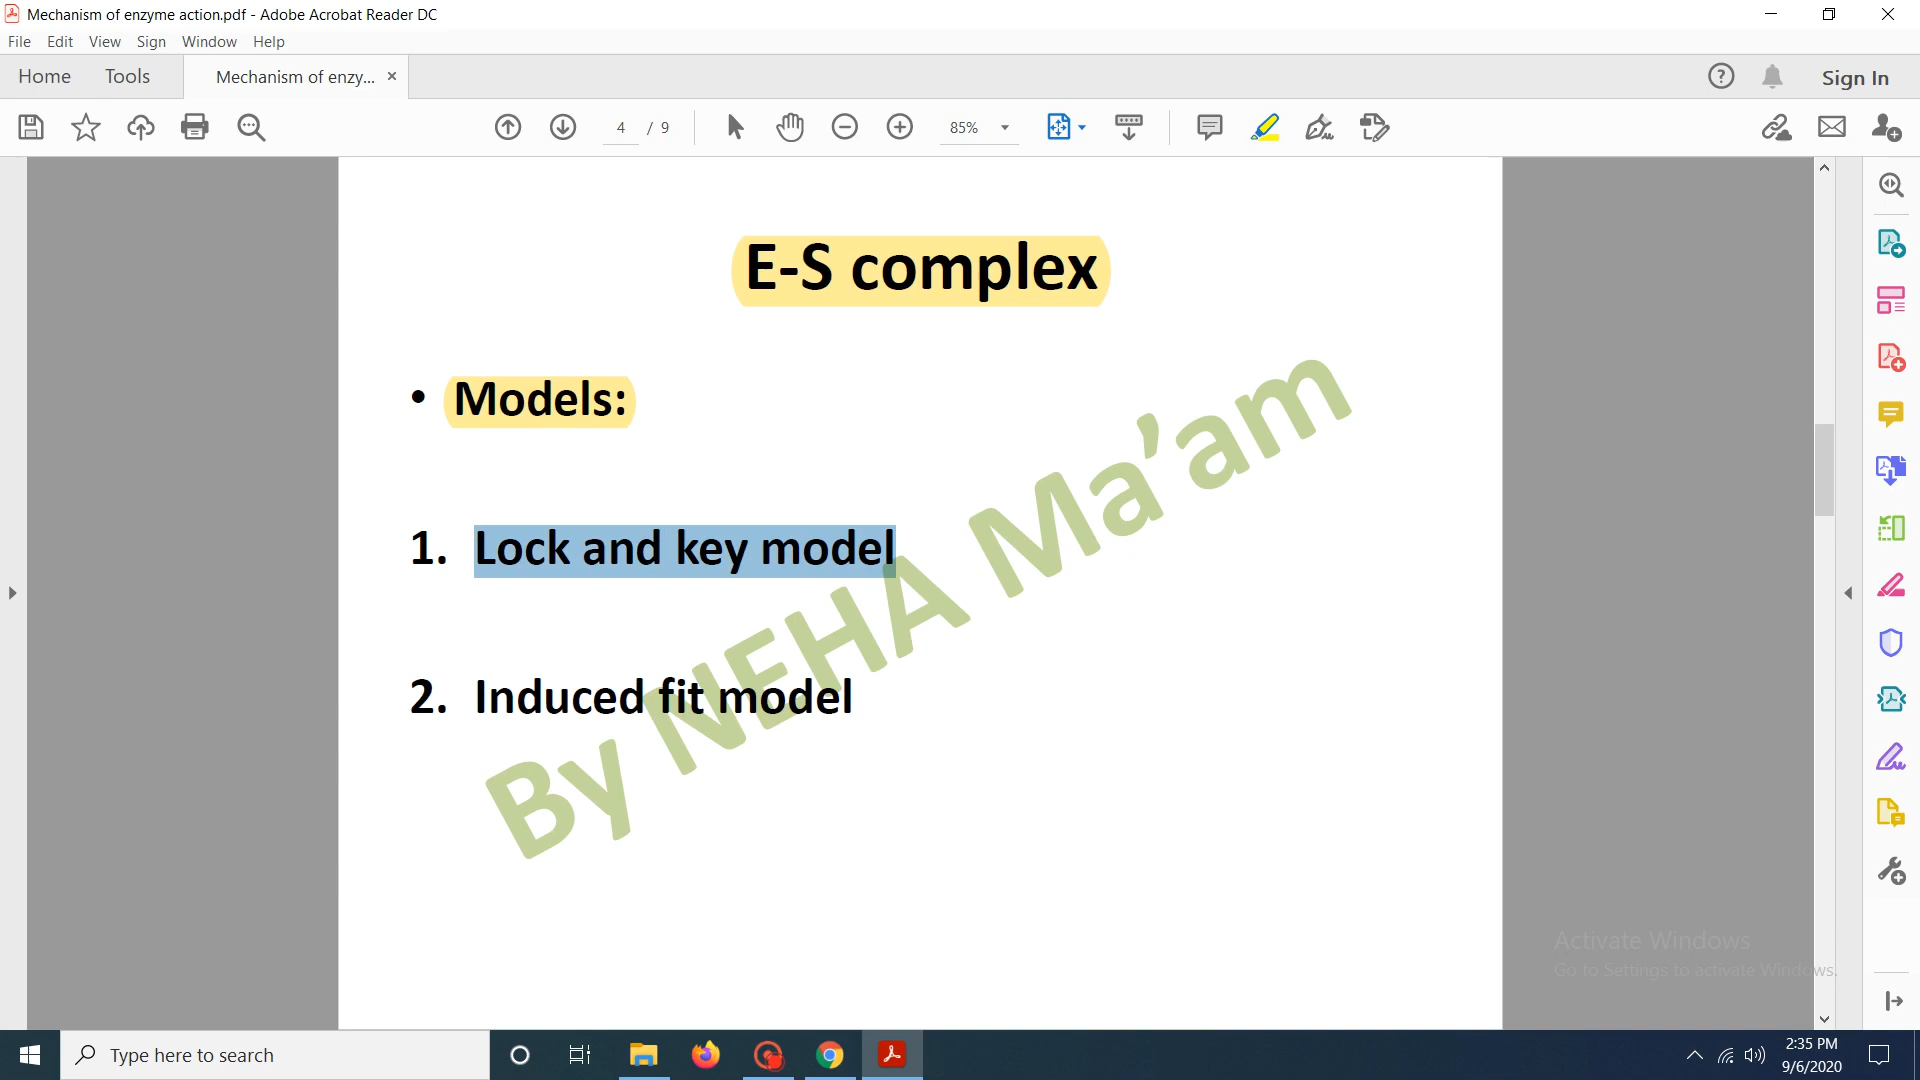 Mechanism of enzyme action.pdf - Adobe Acrobat Reader DC
File Edit View Sign Window Help
Home Tools Mechanism of enzy... × Sign In
4 / 9 85%
E-S complex
• Models:
1. Lock and key model
2. Induced fit model
By NEHA Ma’am
Activate Windows
Go to Settings to activate Windows.
Type here to search
2:35 PM
9/6/2020